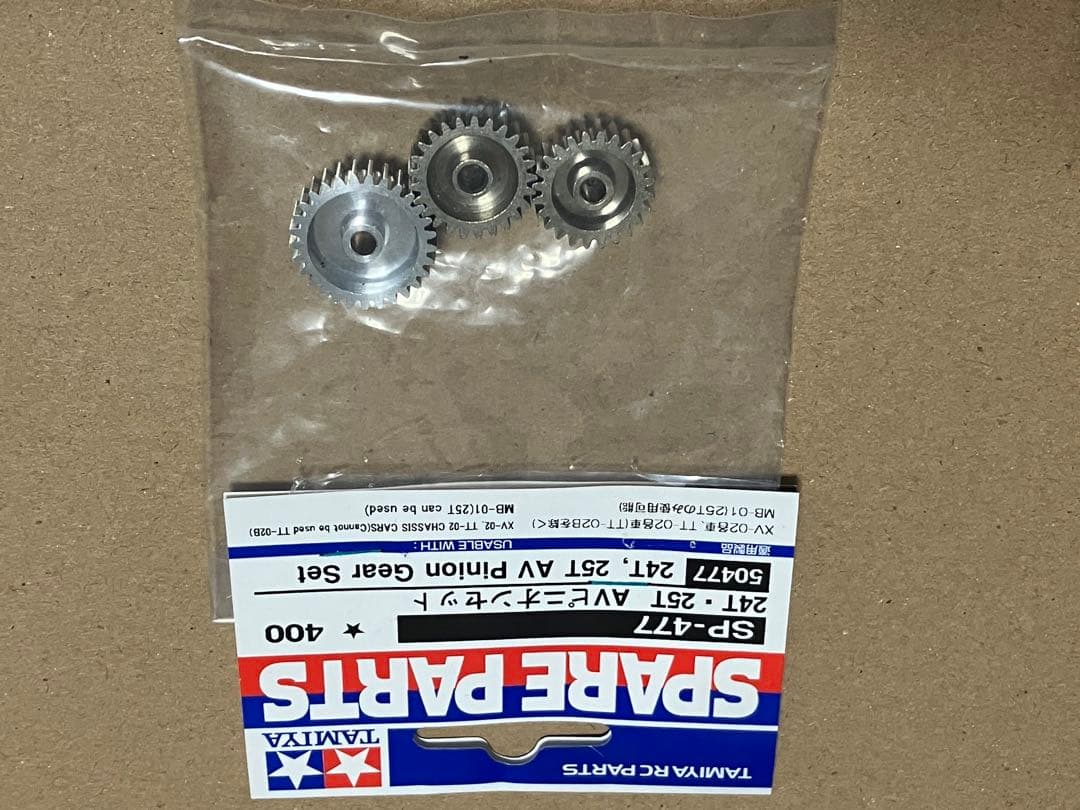 TAMIYA RC PARTS
TAMIYA
SPARE PARTS
SP-477 ★ 400
24T・25T AVピニオンセット
50477 24T, 25T AV Pinion Gear Set
適用製品 USABLE WITH:
XV-02各車、TT-02各車(TT-02Bを除く)
MB-01(25Tのみ使用可能)
XV-02, TT-02 CHASSIS CARS(Cannot be used TT-02B)
MB-01(25T can be used)